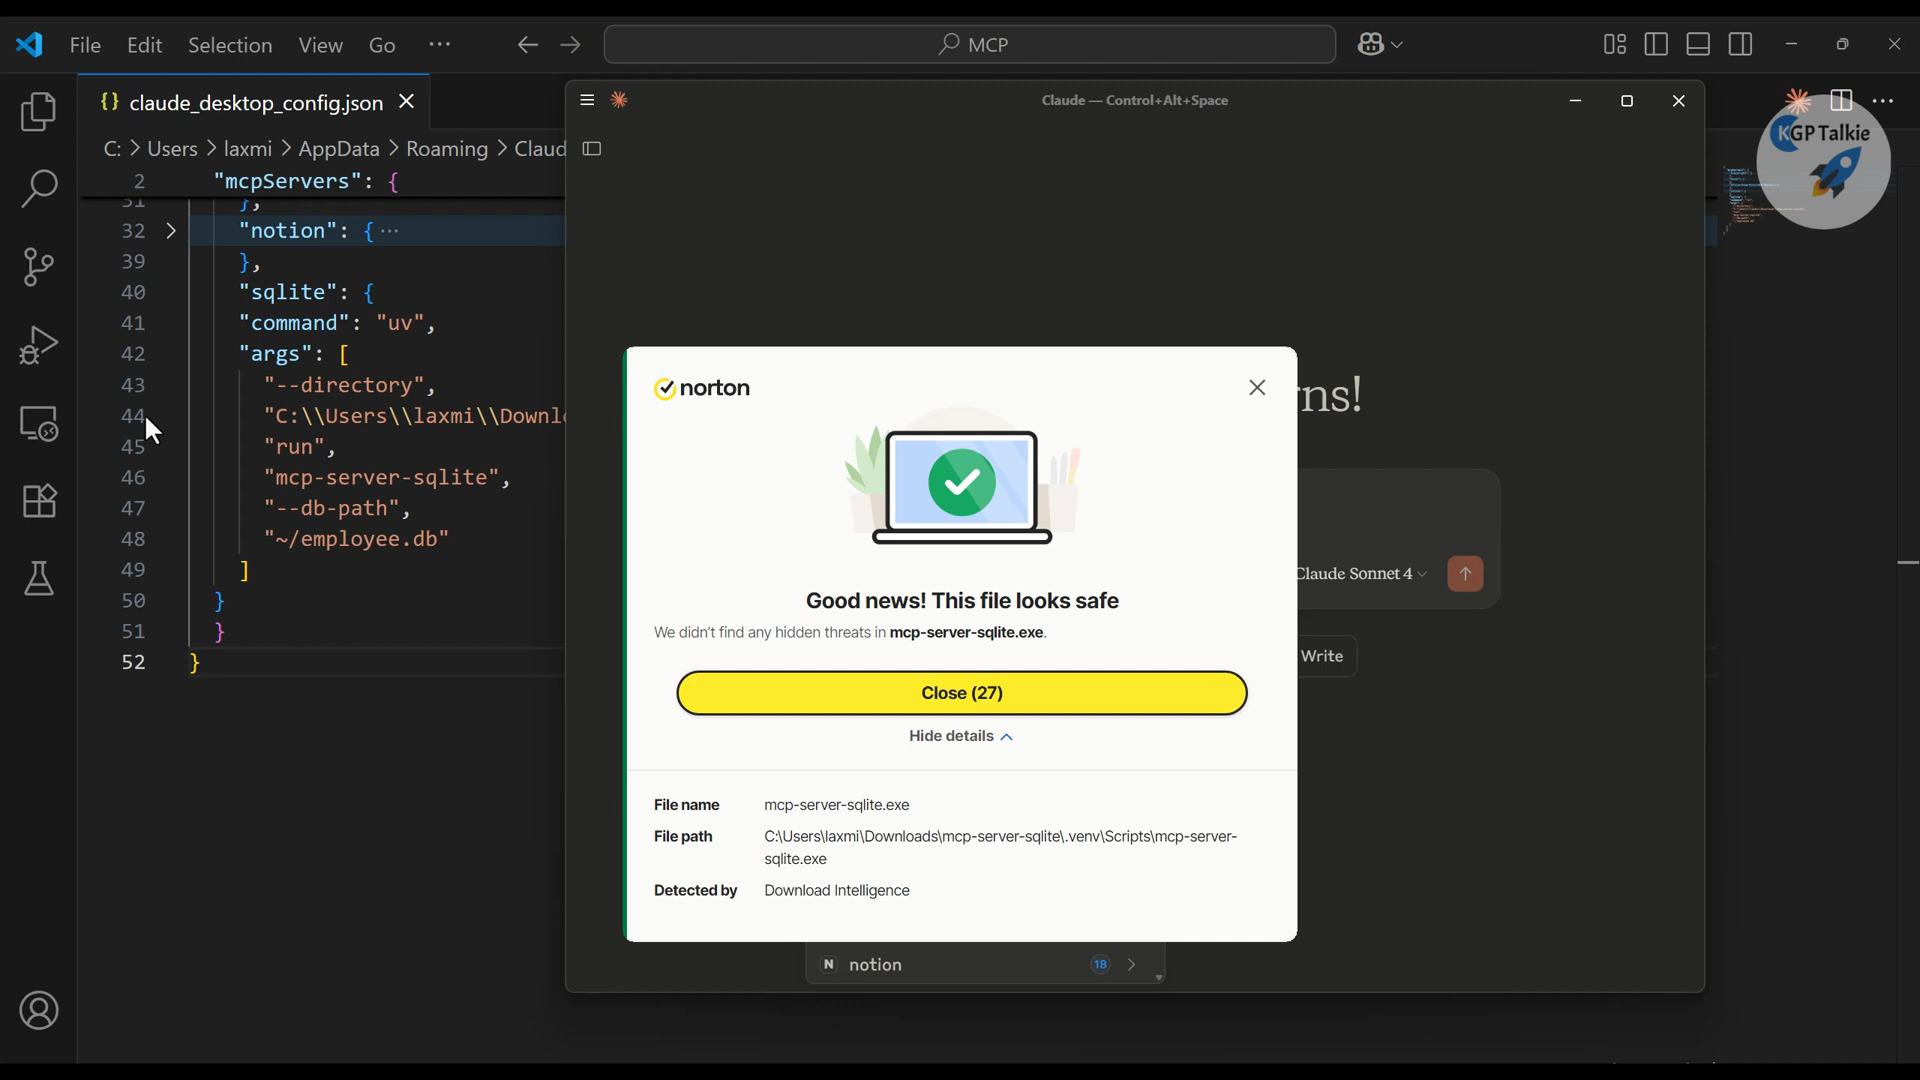 File Edit Selection View Go ...
MCP
claude_desktop_config.json
C: > Users > laxmi > AppData > Roaming > Claud
2 "mcpServers": {
31 },
32 "notion": { ...
39 },
40 "sqlite": {
41 "command": "uv",
42 "args": [
43 "--directory",
44 "C:\\Users\\laxmi\\Downlo
45 "run",
46 "mcp-server-sqlite",
47 "--db-path",
48 "~/employee.db"
49 ]
50 }
51 }
52 }
Claude — Control+Alt+Space
KGP Talkie
rns!
Claude Sonnet 4
Write
norton
Good news! This file looks safe
We didn't find any hidden threats in mcp-server-sqlite.exe.
Close (27)
Hide details
File name mcp-server-sqlite.exe
File path C:\Users\laxmi\Downloads\mcp-server-sqlite\.venv\Scripts\mcp-server-
sqlite.exe
Detected by Download Intelligence
N notion 18